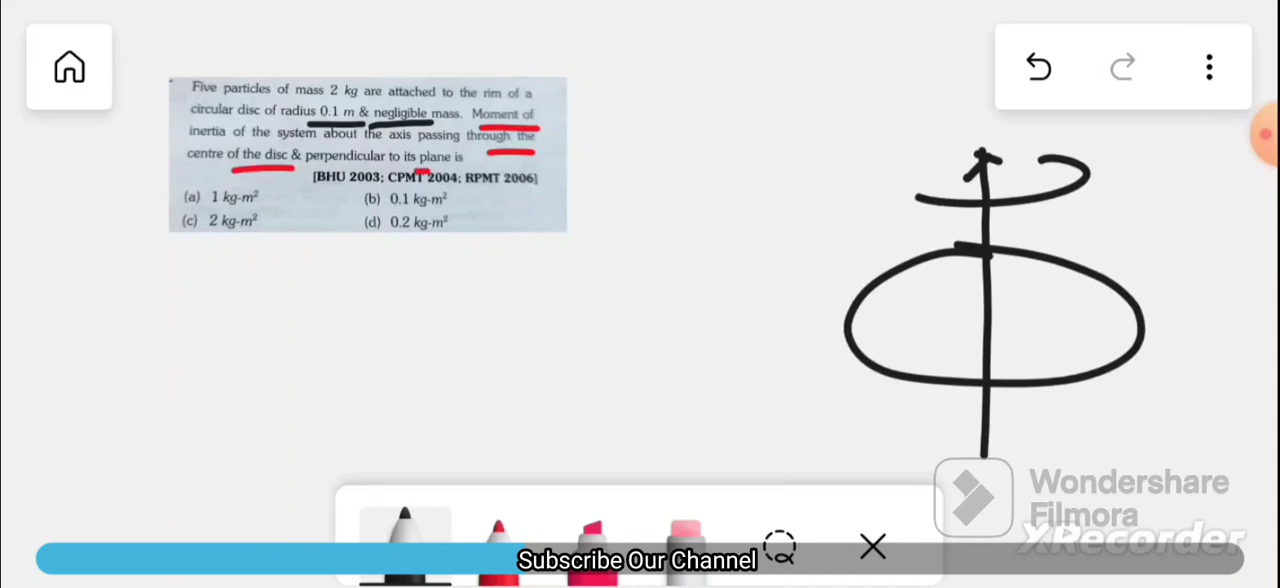 Five particles of mass 2 kg are attached to the rim of a
circular disc of radius 0.1 m & negligible mass. Moment of
inertia of the system about the axis passing through the
centre of the disc & perpendicular to its plane is
[BHU 2003; CPMT 2004; RPMT 2006]
(a) 1 kg-m²
(b) 0.1 kg-m²
(c) 2 kg-m²
(d) 0.2 kg-m²
Wondershare
Filmora
XRecorder
Subscribe Our Channel